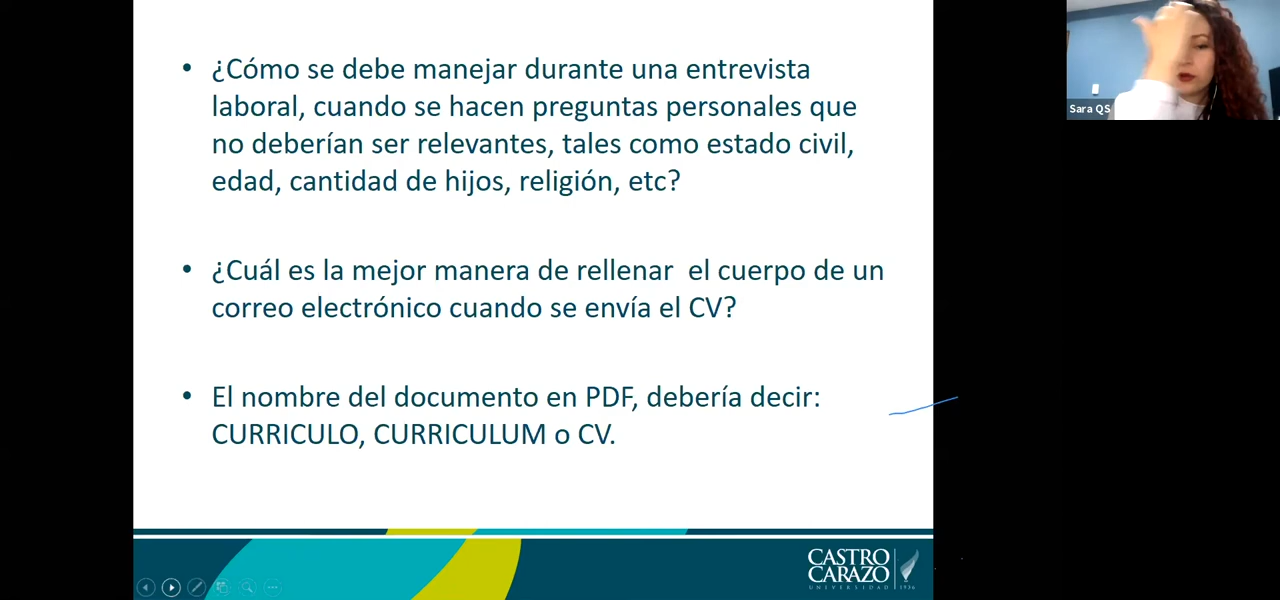 ¿Cómo se debe manejar durante una entrevista
laboral, cuando se hacen preguntas personales que
no deberían ser relevantes, tales como estado civil,
edad, cantidad de hijos, religión, etc?
¿Cuál es la mejor manera de rellenar  el cuerpo de un
correo electrónico cuando se envía el CV?
El nombre del documento en PDF, debería decir:
CURRICULO, CURRICULUM o CV.
Sara QS
CASTRO
CARAZO
UNIVERSIDAD
1936